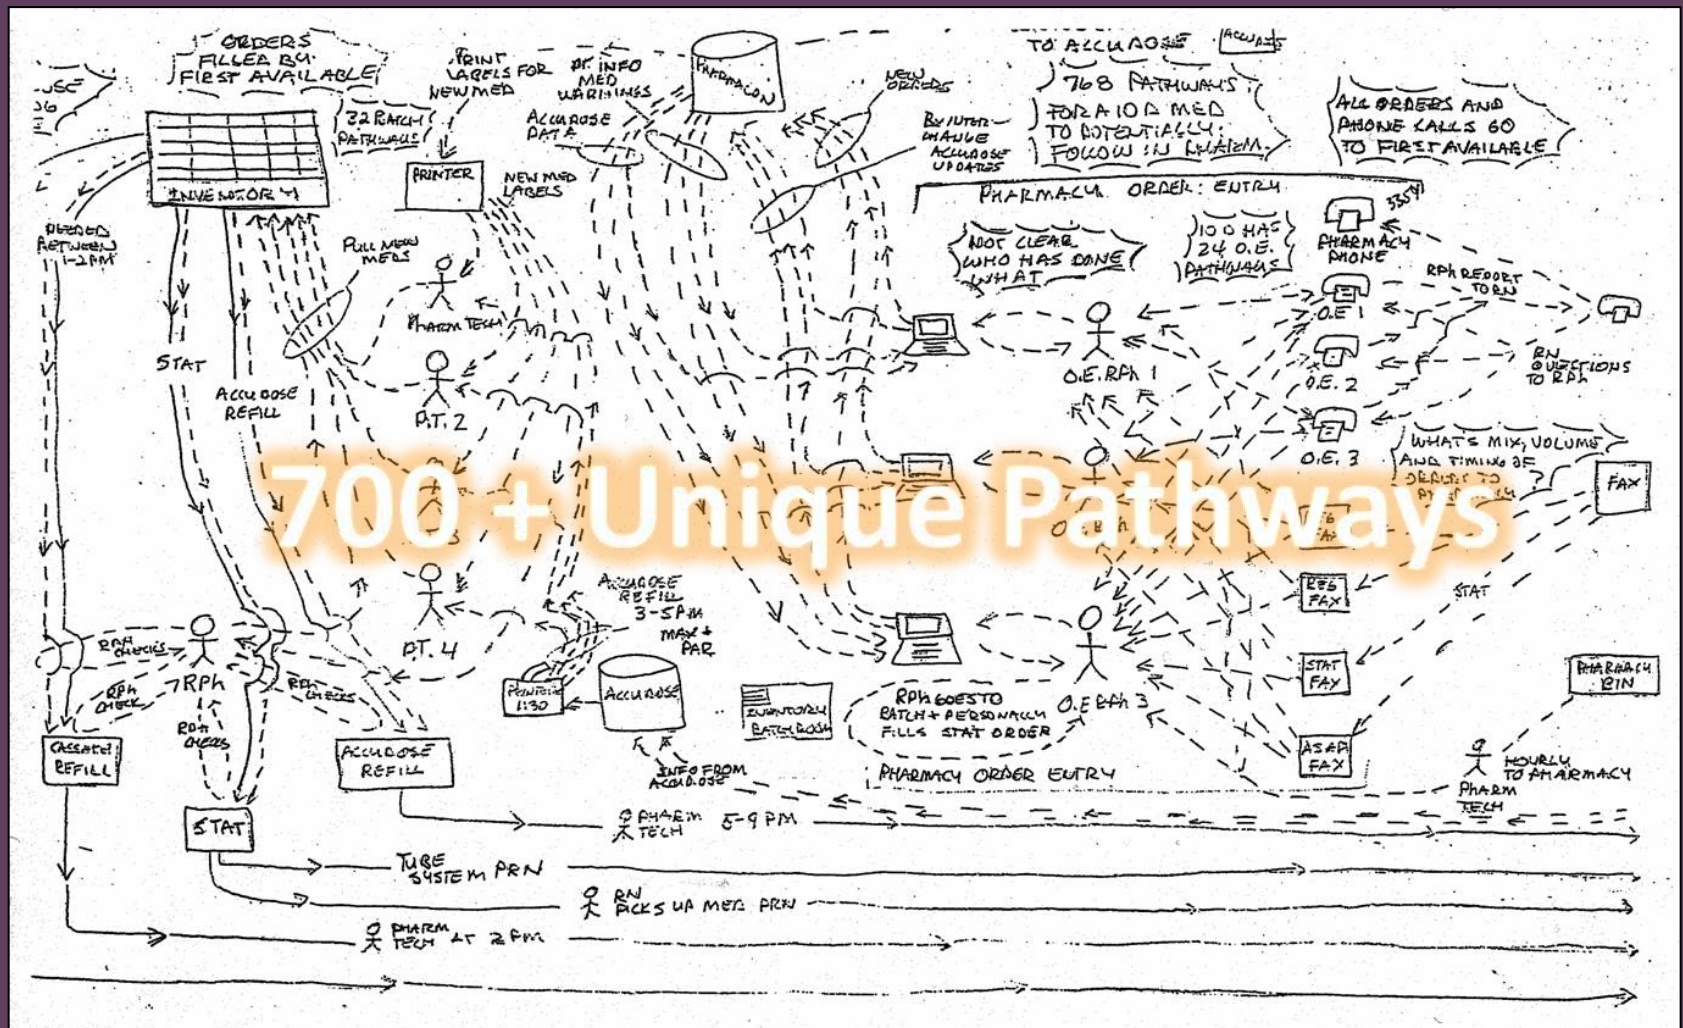 ORDERS
FILLED BY
FIRST AVAILABLE
32 BATCH
PATHWAYS
INVENTORY
PRINT
LABELS FOR
NEW MED
PT. INFO
MED
WARNINGS
ACCUDOSE
DATA
PHARMACON
NEW
ORDERS
TO ACCUDOSE
768 PATHWAYS
FOR A 10 D MED
TO POTENTIALLY
FOLLOW IN PHARM.
ALL ORDERS AND
PHONE CALLS GO
TO FIRST AVAILABLE
BY INTER-
CHANGE
ACCUDOSE
UPDATES
PRINTER
NEW MED
LABELS
PHARMACY ORDER ENTRY
3354
PHARMACY
PHONE
NOT CLEAR
WHO HAS DONE
WHAT
10 D HAS
24 O.E.
PATHWAYS
NEEDED
BETWEEN
1-2 PM
PULL NEW
MEDS
PHARM TECH
RPh REPORT
TO RN
O.E. 1
O.E. 2
O.E. 3
RN
QUESTIONS
TO RPh
STAT
ACCUDOSE
REFILL
P.T. 2
O.E. RPh 1
WHATS MIX, VOLUME
AND TIMING OF
FAX
700 + Unique Pathways
P.T. 4
ACCUDOSE
REFILL
3-5 PM
MAX +
PAR
REG
FAX
STAT
RPH
CHECKS
RPh
CHECK
RPh
RPh
CHECKS
RPH
CHECKS
PRINTER
1:30
ACCUDOSE
INVENTORY
BATCH ROOM
RPh GOES TO
BATCH + PERSONALLY
FILLS STAT ORDER
O.E RPh 3
STAT
FAX
PHARMACY
BIN
CASSETTE
REFILL
ACCUDOSE
REFILL
INFO FROM
ACCUDOSE
PHARMACY ORDER ENTRY
ASAP
FAX
HOURLY
TO PHARMACY
PHARM
TECH
STAT
PHARM
TECH 5-9 PM
TUBE
SYSTEM PRN
RN
PICKS UP MED PRN
PHARM
TECH AT 2 PM